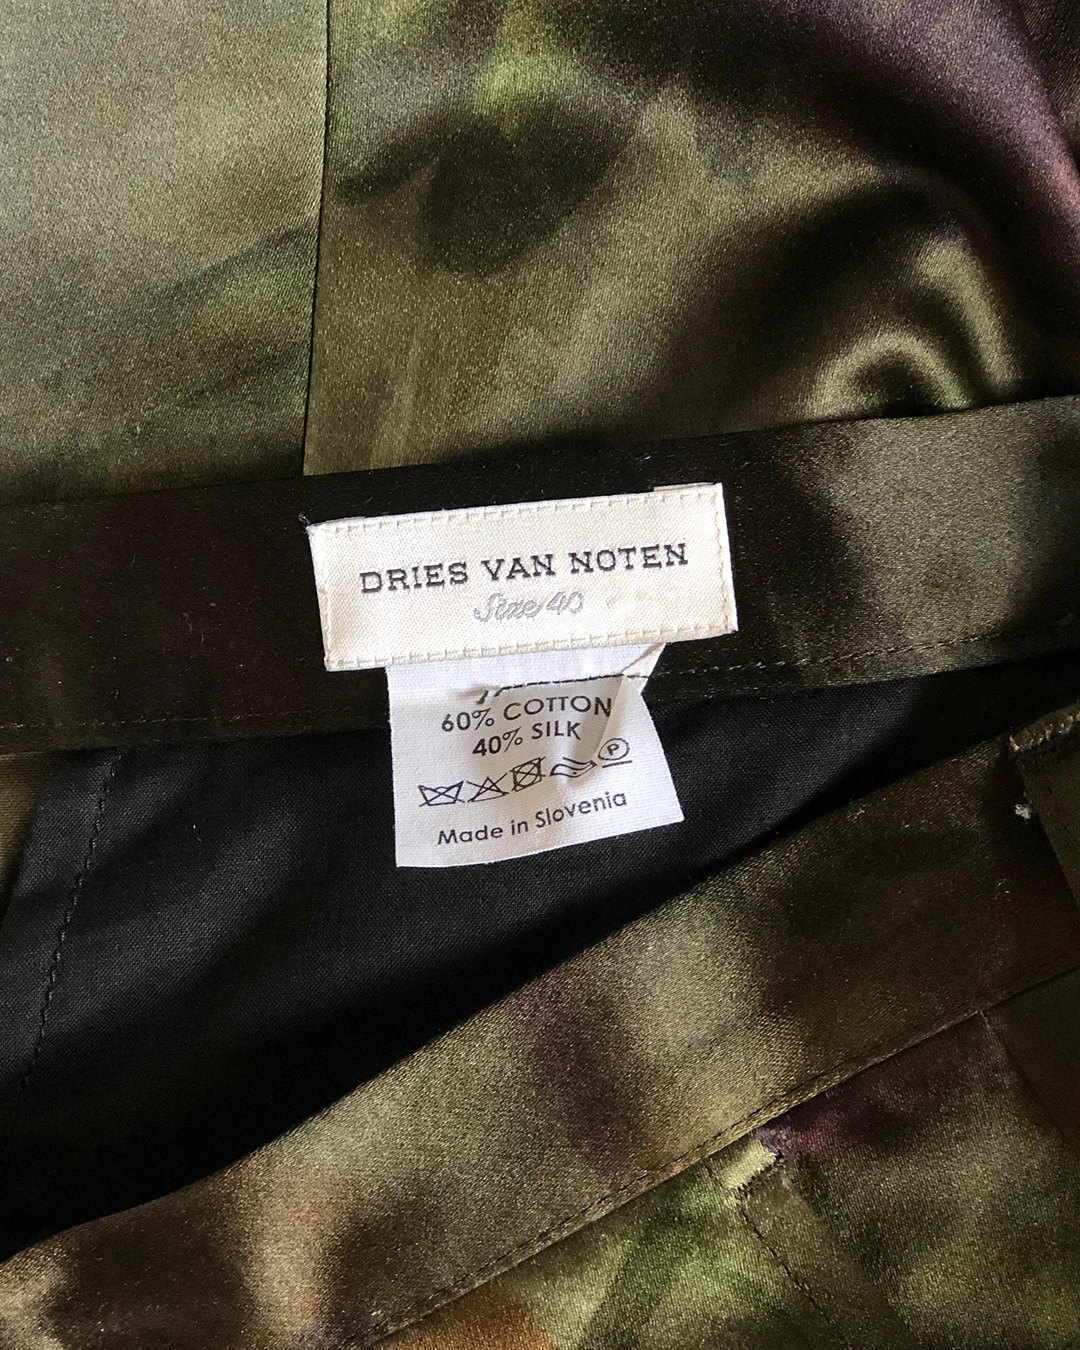 DRIES VAN NOTEN
Size 40
60% COTTON
40% SILK
P
Made in Slovenia